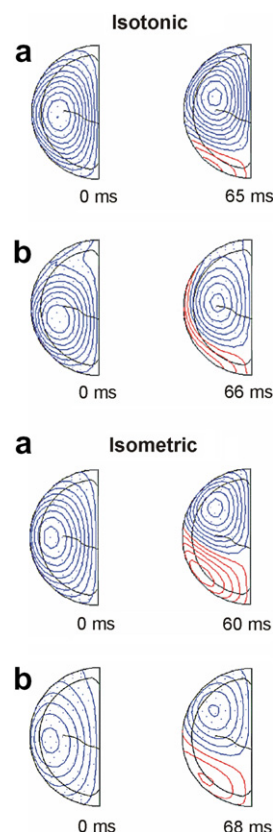 Isotonic
a
0 ms 65 ms
b
0 ms 66 ms
a Isometric
0 ms 60 ms
b
0 ms 68 ms